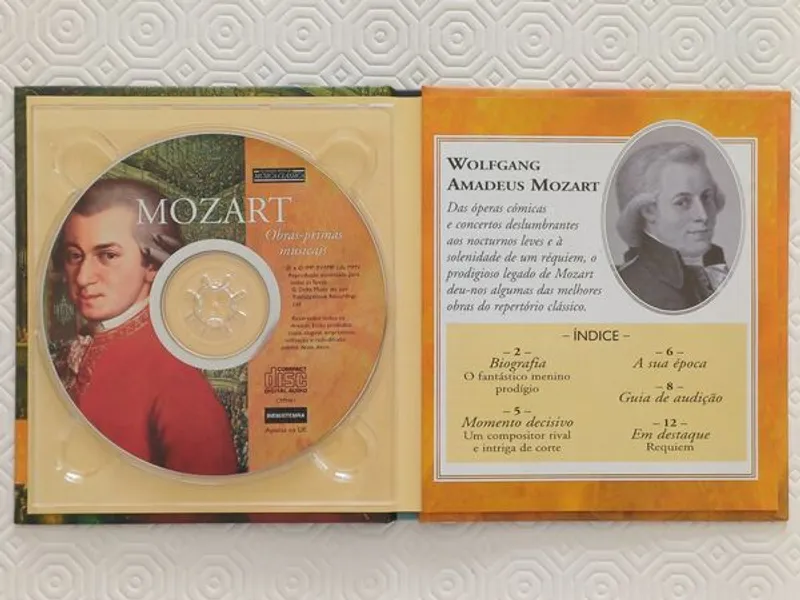 MÚSICA CLÁSSICA
MOZART
Obras-primas
musicais
COMPACT
disc
DIGITAL AUDIO
WOLFGANG
AMADEUS MOZART
Das óperas cómicas
e concertos deslumbrantes
aos nocturnos leves e à
solenidade de um réquiem, o
prodigioso legado de Mozart
deu-nos algumas das melhores
obras do repertório clássico.
– ÍNDICE –
– 2 –
Biografia
O fantástico menino
prodígio
– 5 –
Momento decisivo
Um compositor rival
e intriga de corte
– 6 –
A sua época
– 8 –
Guia de audição
– 12 –
Em destaque
Requiem